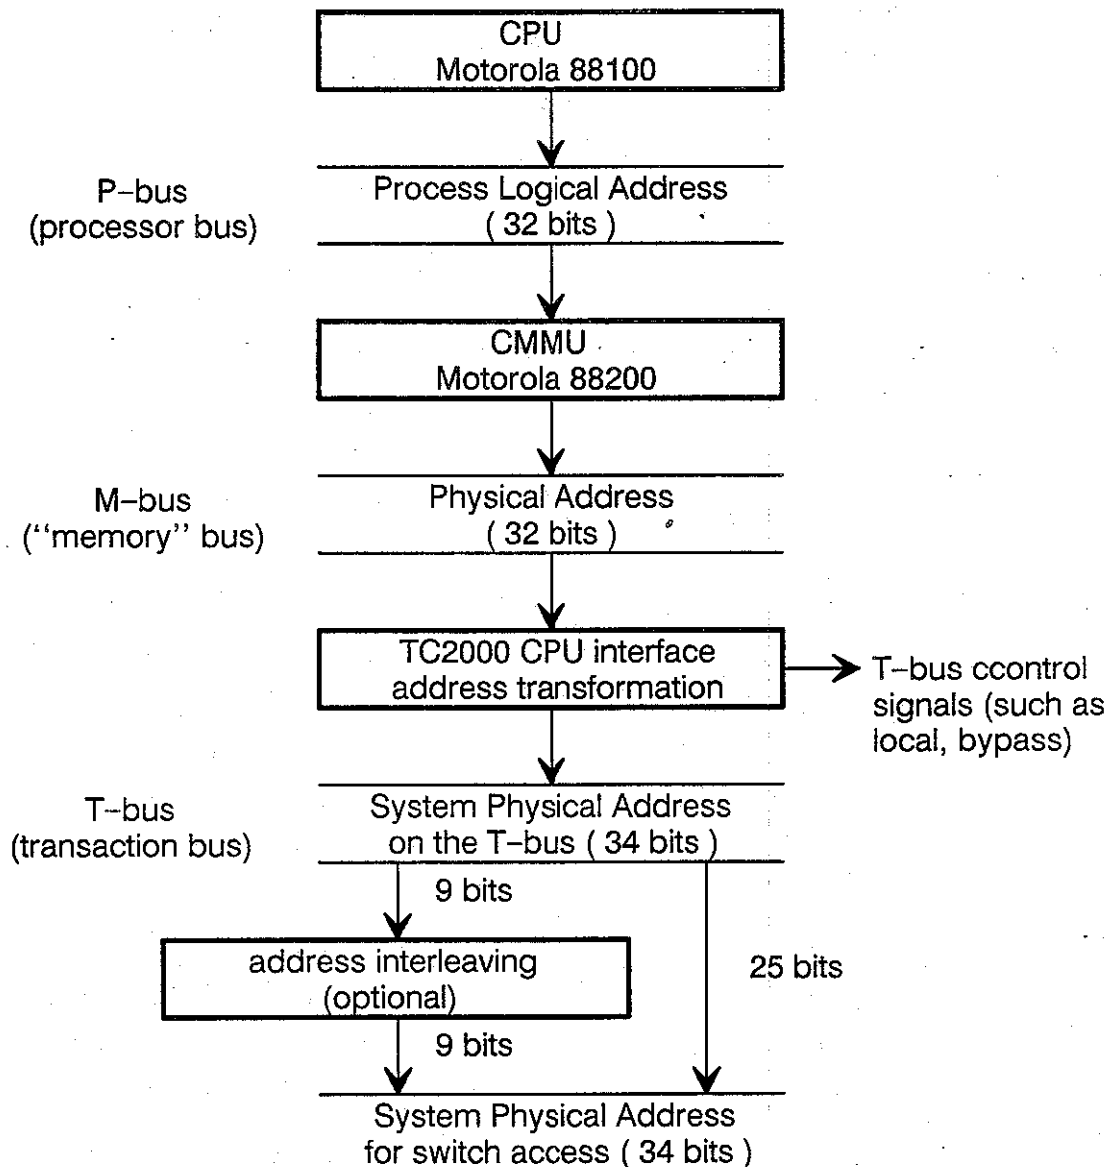 CPU
Motorola 88100
P-bus
(processor bus)
Process Logical Address
( 32 bits )
CMMU
Motorola 88200
M-bus
(“memory” bus)
Physical Address
( 32 bits )
TC2000 CPU interface
address transformation
T-bus ccontrol
signals (such as
local, bypass)
T-bus
(transaction bus)
System Physical Address
on the T-bus ( 34 bits )
9 bits
address interleaving
(optional)
25 bits
9 bits
System Physical Address
for switch access ( 34 bits )